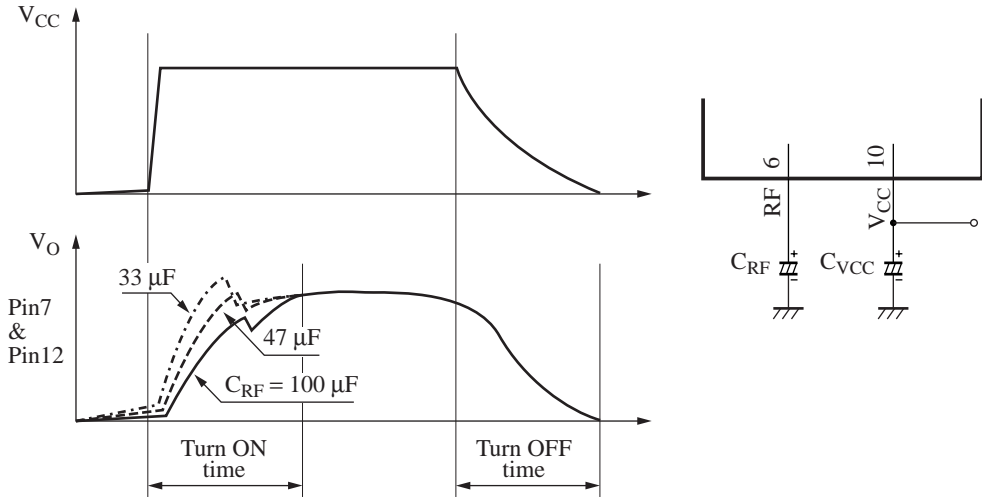 VCC
VO
33 µF
Pin7
&
Pin12
47 µF
CRF = 100 µF
Turn ON
time
Turn OFF
time
6
10
RF
VCC
CRF
+
−
CVCC
+
−